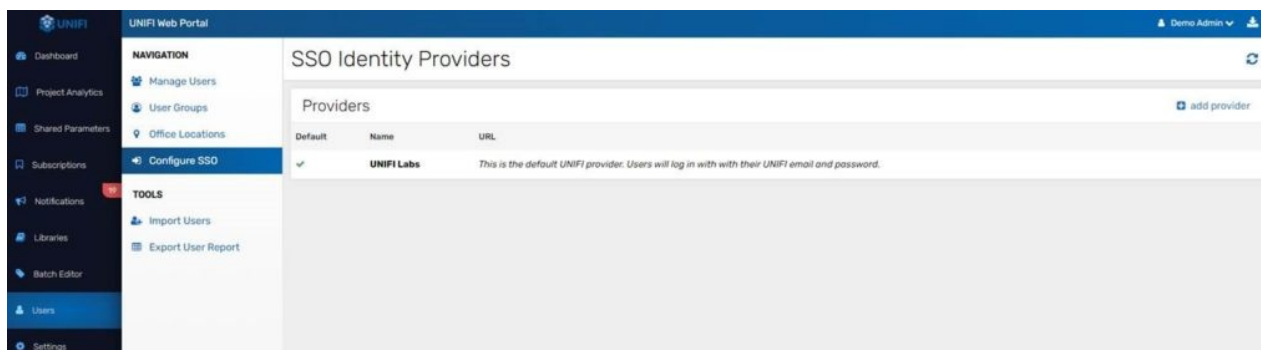 UNIFI
UNIFI Web Portal
Demo Admin
Dashboard
Project Analytics
Shared Parameters
Subscriptions
Notifications
Libraries
Batch Editor
Users
Settings
NAVIGATION
Manage Users
User Groups
Office Locations
Configure SSO
TOOLS
Import Users
Export User Report
SSO Identity Providers
Providers
add provider
Default Name URL
UNIFI Labs This is the default UNIFI provider. Users will log in with with their UNIFI email and password.